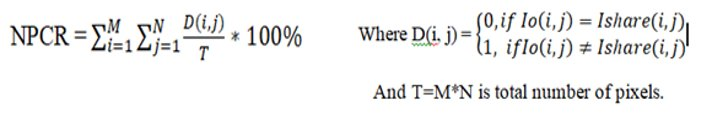 NPCR = ∑_{i=1}^{M} ∑_{j=1}^{N} D(i,j)/T * 100%
Where D(i, j) = {0, if Io(i,j) = Ishare(i,j)
1, ifIo(i,j) ≠ Ishare(i,j)
And T=M*N is total number of pixels.